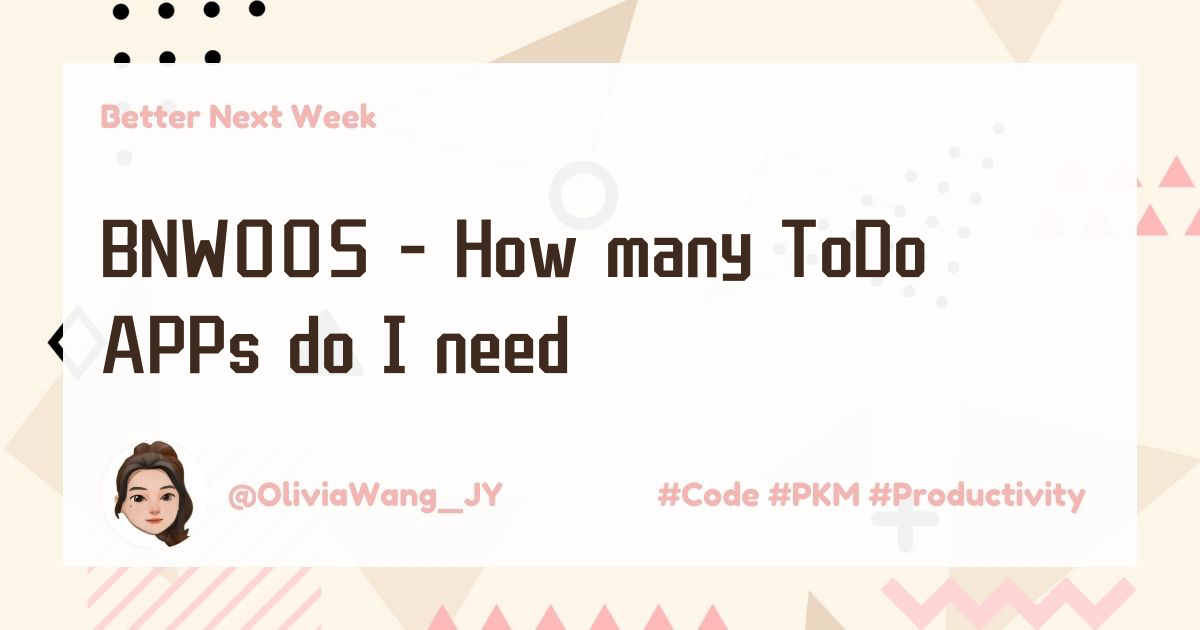 Better Next Week
BNW005 - How many ToDo
APPs do I need
@OliviaWang_JY
#Code #PKM #Productivity